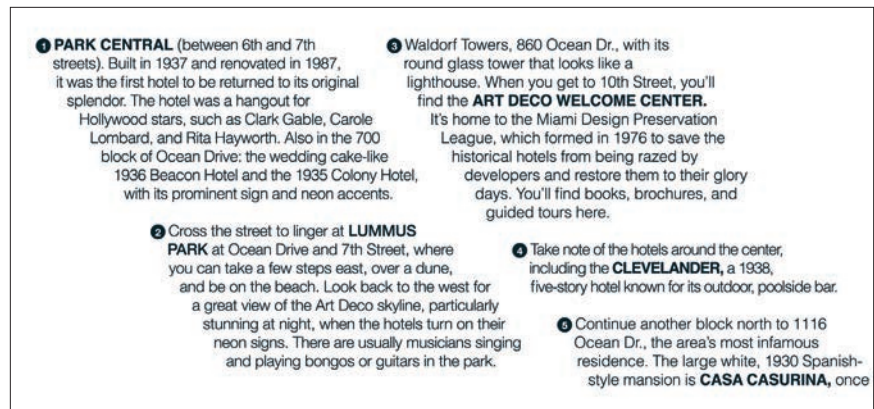 1 PARK CENTRAL (between 6th and 7th
streets). Built in 1937 and renovated in 1987,
it was the first hotel to be returned to its original
splendor. The hotel was a hangout for
Hollywood stars, such as Clark Gable, Carole
Lombard, and Rita Hayworth. Also in the 700
block of Ocean Drive: the wedding cake-like
1936 Beacon Hotel and the 1935 Colony Hotel,
with its prominent sign and neon accents.
2 Cross the street to linger at LUMMUS
PARK at Ocean Drive and 7th Street, where
you can take a few steps east, over a dune,
and be on the beach. Look back to the west for
a great view of the Art Deco skyline, particularly
stunning at night, when the hotels turn on their
neon signs. There are usually musicians singing
and playing bongos or guitars in the park.
3 Waldorf Towers, 860 Ocean Dr., with its
round glass tower that looks like a
lighthouse. When you get to 10th Street, you'll
find the ART DECO WELCOME CENTER.
It's home to the Miami Design Preservation
League, which formed in 1976 to save the
historical hotels from being razed by
developers and restore them to their glory
days. You'll find books, brochures, and
guided tours here.
4 Take note of the hotels around the center,
including the CLEVELANDER, a 1938,
five-story hotel known for its outdoor, poolside bar.
5 Continue another block north to 1116
Ocean Dr., the area's most infamous
residence. The large white, 1930 Spanish-
style mansion is CASA CASURINA, once